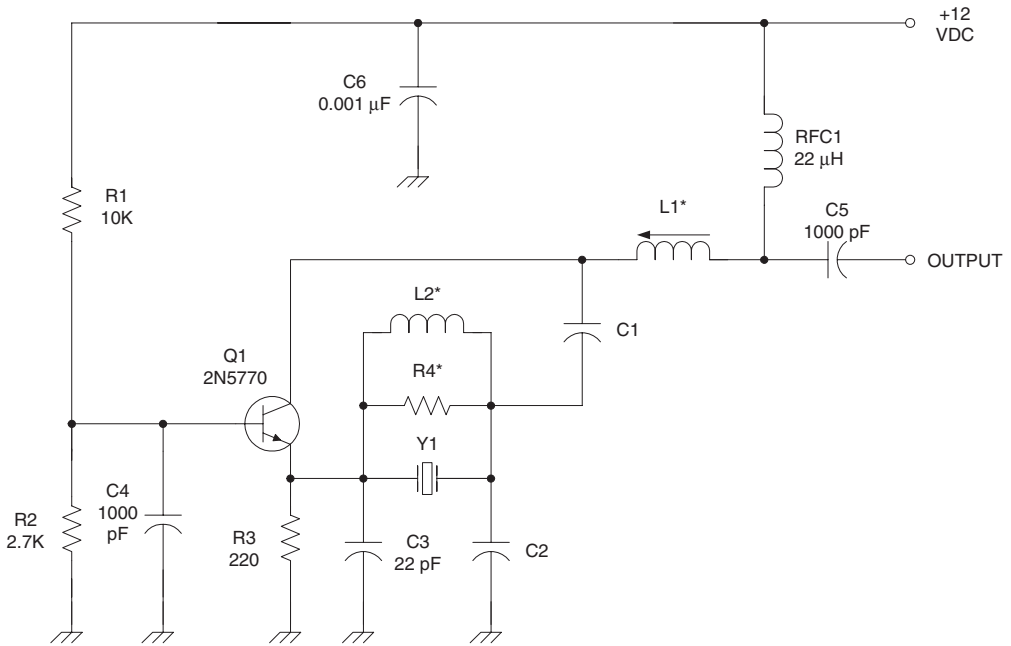 +12
VDC
C6
0.001 μF
RFC1
22 μH
R1
10K
L1*
C5
1000 pF
OUTPUT
L2*
C1
Q1
2N5770
R4*
Y1
C4
1000
pF
R2
2.7K
R3
220
C3
22 pF
C2